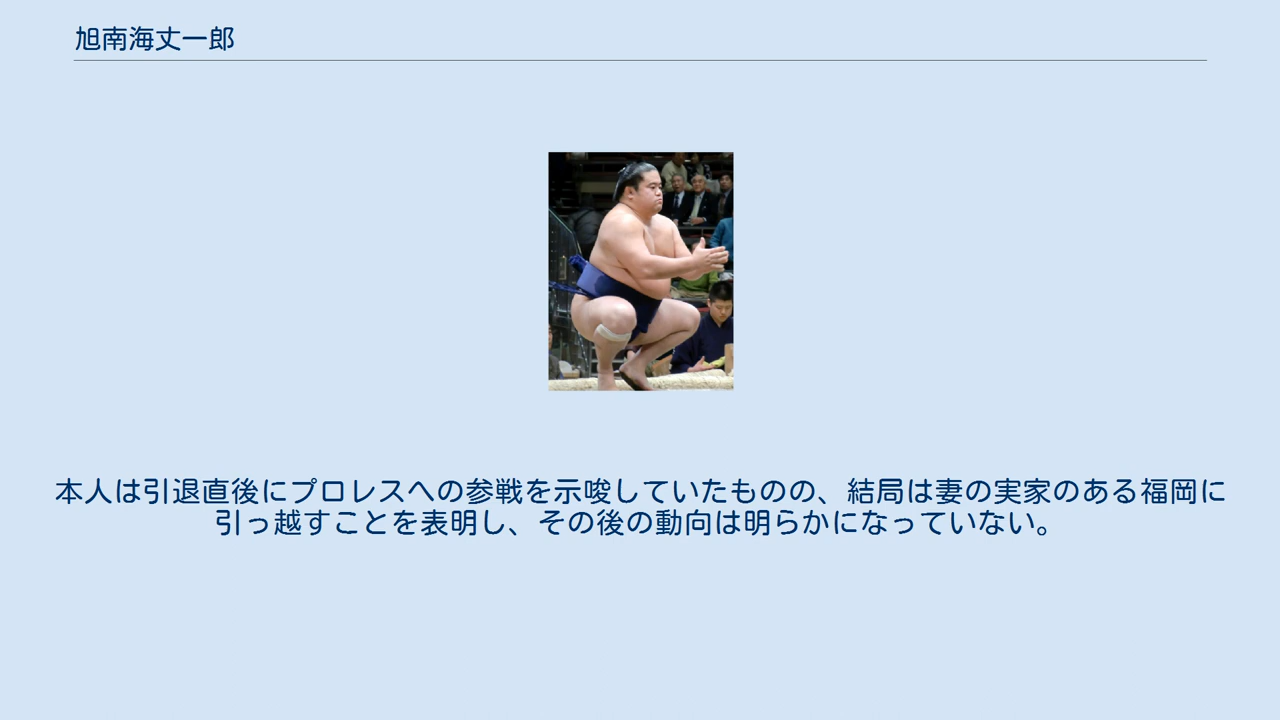 旭南海丈一郎
本人は引退直後にプロレスへの参戦を示唆していたものの、結局は妻の実家のある福岡に
引っ越すことを表明し、その後の動向は明らかになっていない。